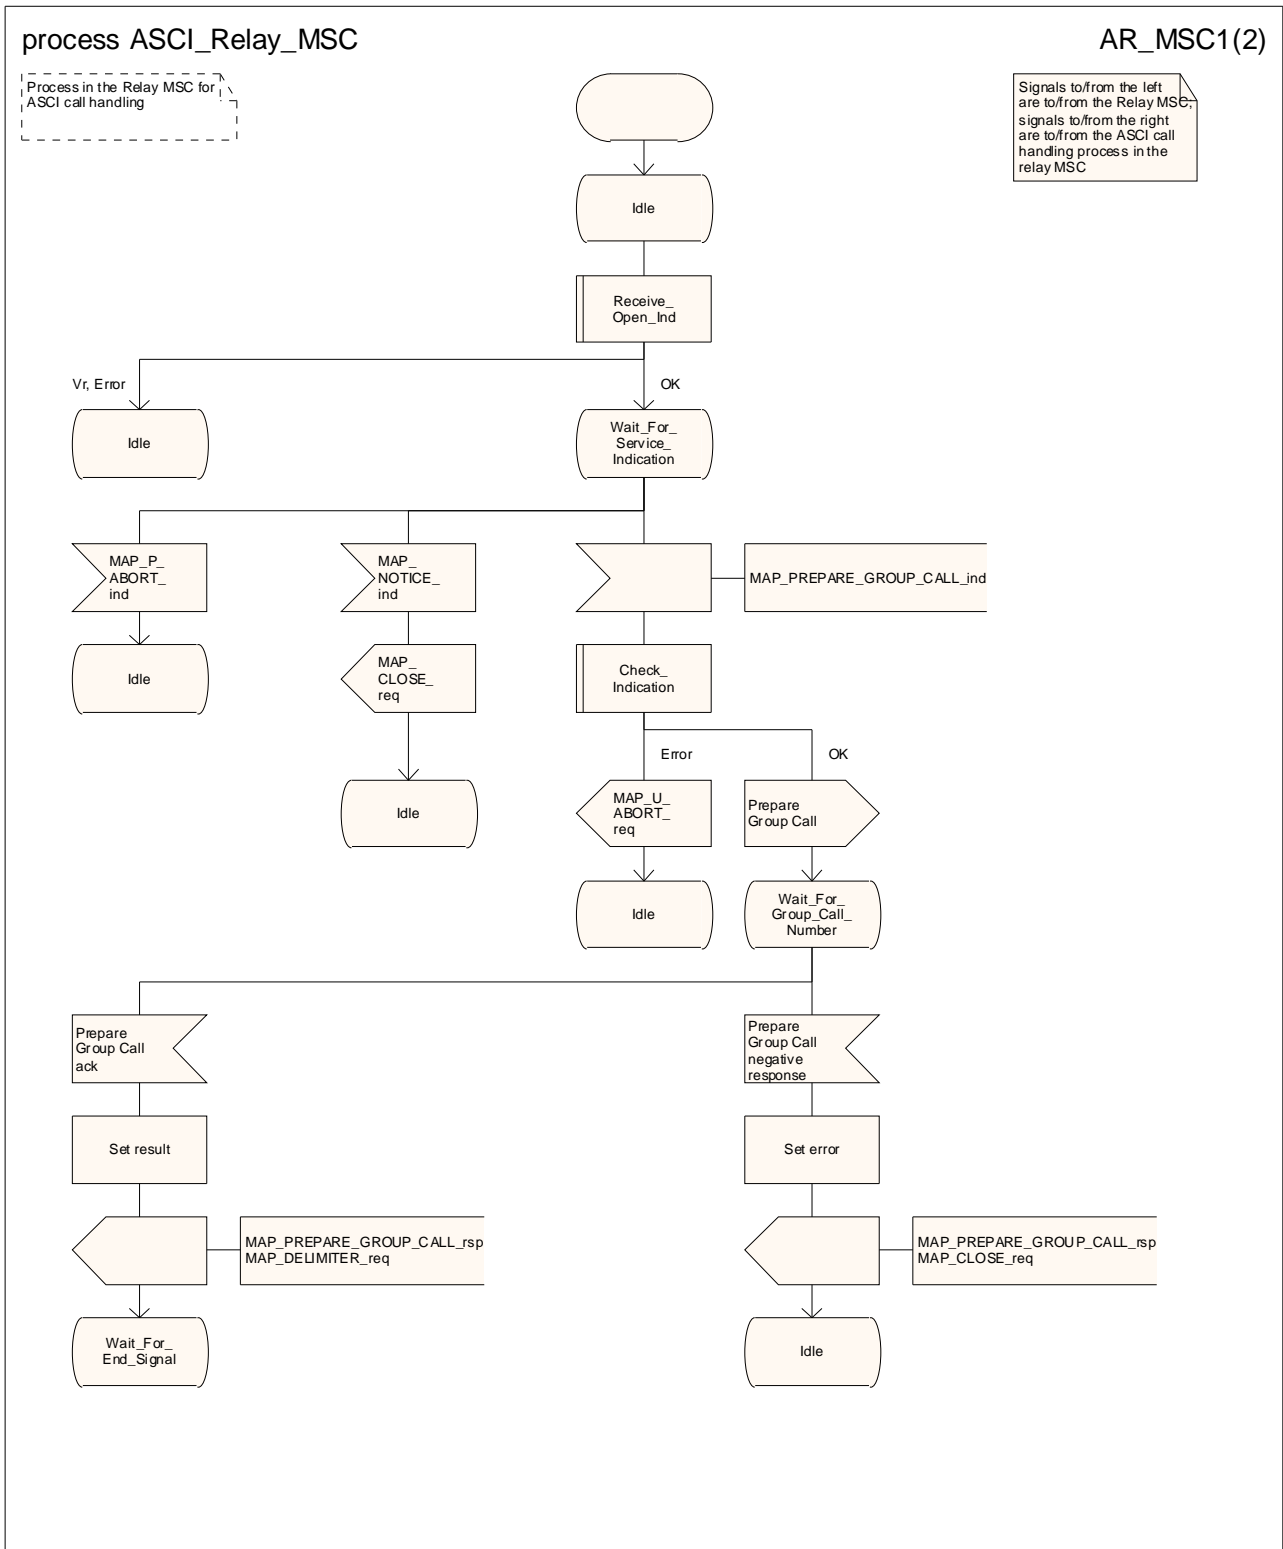 process ASCI_Relay_MSC
AR_MSC1(2)
Process in the Relay MSC for
ASCI call handling
Signals to/from the left
are to/from the Relay MSC;
signals to/from the right
are to/from the ASCI call
handling process in the
relay MSC
Idle
Receive_
Open_Ind
Vr, Error
OK
Idle
Wait_For_
Service_
Indication
MAP_P_
ABORT_
ind
MAP_
NOTICE_
ind
MAP_PREPARE_GROUP_CALL_ind
Idle
MAP_
CLOSE_
req
Check_
Indication
Error
OK
Idle
MAP_U_
ABORT_
req
Prepare
Group Call
Idle
Wait_For_
Group_Call_
Number
Prepare
Group Call
ack
Prepare
Group Call
negative
response
Set result
Set error
MAP_PREPARE_GROUP_CALL_rsp
MAP_DELIMITER_req
MAP_PREPARE_GROUP_CALL_rsp
MAP_CLOSE_req
Wait_For_
End_Signal
Idle